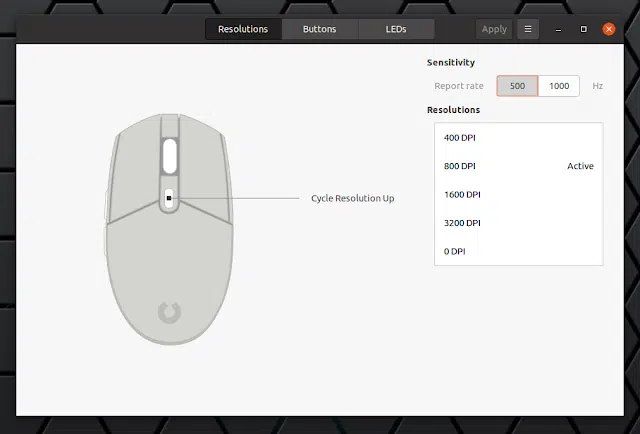 Resolutions Buttons LEDs Apply
Sensitivity
Report rate 500 1000 Hz
Resolutions
400 DPI
800 DPI Active
1600 DPI
Cycle Resolution Up
3200 DPI
0 DPI